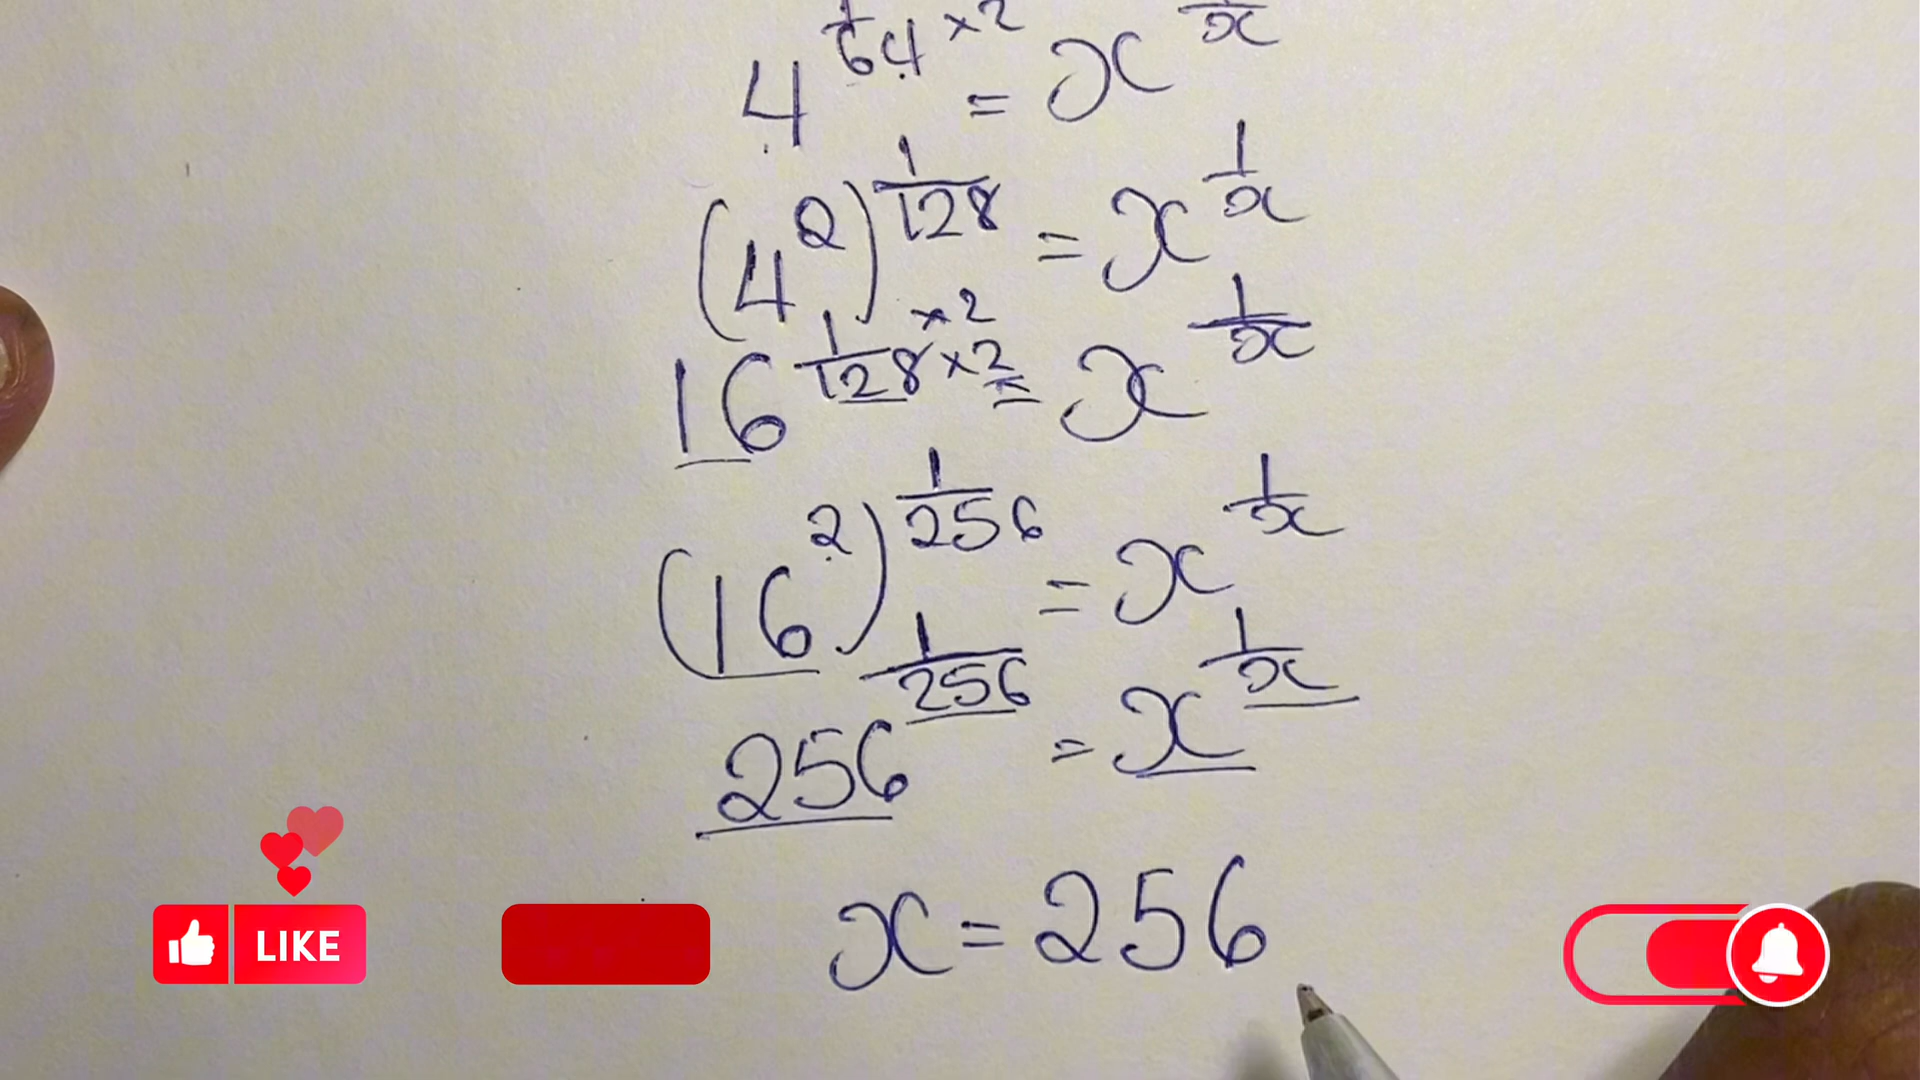 4^(1/64 ×2) = x^(1/x)
(4^2)^(1/128) = x^(1/x)
16^(1/128 ×2 ×2) = x^(1/x)
(16^2)^(1/256) = x^(1/x)
256^(1/256) = x^(1/x)
x = 256
LIKE